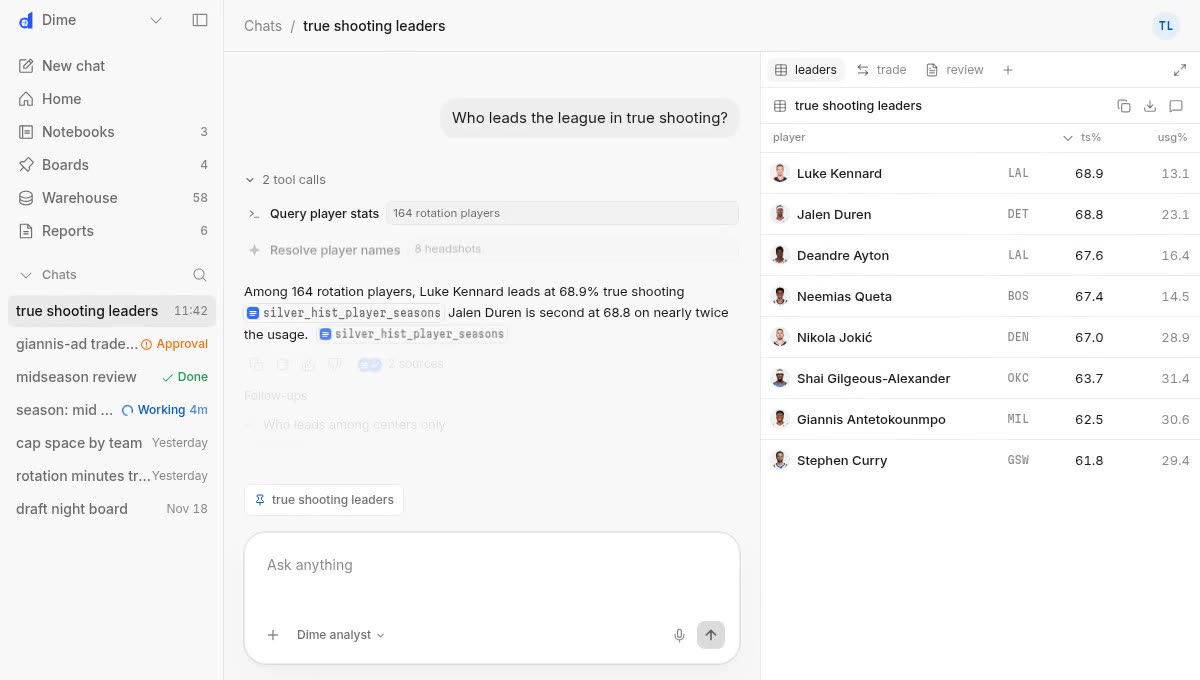 Dime
New chat
Home
Notebooks 3
Boards 4
Warehouse 58
Reports 6
Chats
true shooting leaders 11:42
giannis-ad trade... Approval
midseason review Done
season: mid ... Working 4m
cap space by team Yesterday
rotation minutes tr... Yesterday
draft night board Nov 18
Chats / true shooting leaders
TL
Who leads the league in true shooting?
2 tool calls
Query player stats 164 rotation players
Resolve player names 8 headshots
Among 164 rotation players, Luke Kennard leads at 68.9% true shooting
silver_hist_player_seasons Jalen Duren is second at 68.8 on nearly twice
the usage. silver_hist_player_seasons
2 sources
Follow-ups
Who leads among centers only
true shooting leaders
Ask anything
Dime analyst
leaders trade review
true shooting leaders
player ts% usg%
Luke Kennard LAL 68.9 13.1
Jalen Duren DET 68.8 23.1
Deandre Ayton LAL 67.6 16.4
Neemias Queta BOS 67.4 14.5
Nikola Jokić DEN 67.0 28.9
Shai Gilgeous-Alexander OKC 63.7 31.4
Giannis Antetokounmpo MIL 62.5 30.6
Stephen Curry GSW 61.8 29.4